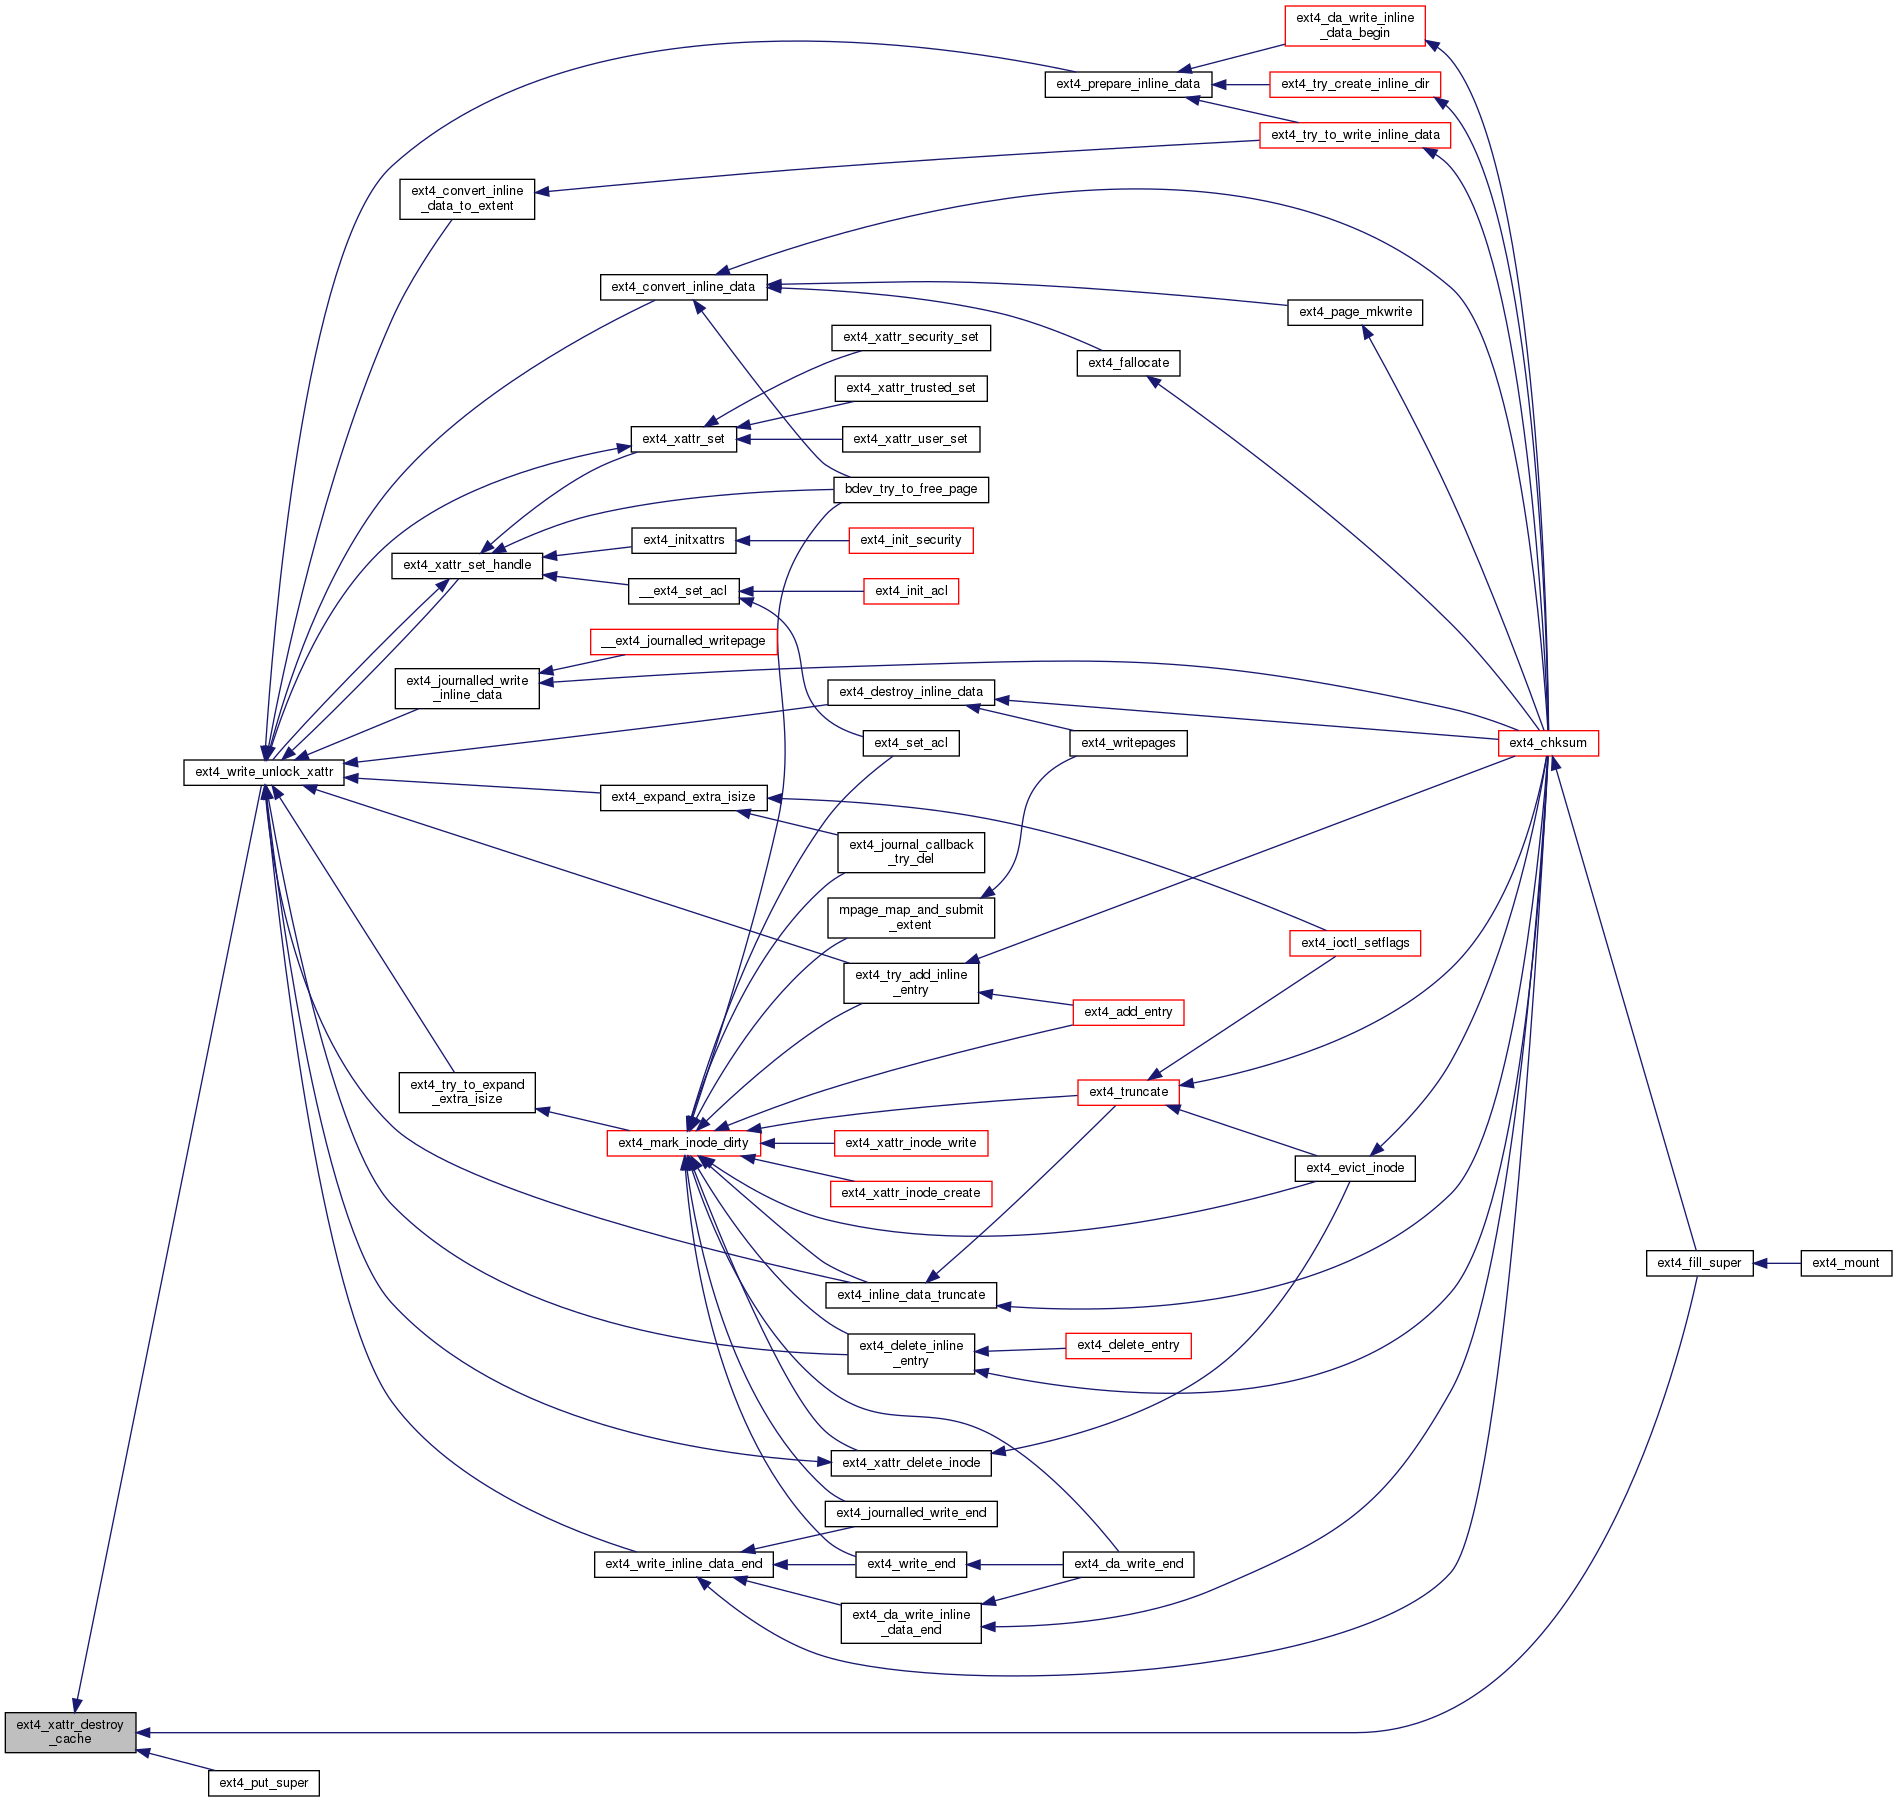 ext4_da_write_inline
_data_begin
ext4_prepare_inline_data
ext4_try_create_inline_dir
ext4_try_to_write_inline_data
ext4_convert_inline
_data_to_extent
ext4_convert_inline_data
ext4_page_mkwrite
ext4_xattr_security_set
ext4_fallocate
ext4_xattr_trusted_set
ext4_xattr_set
ext4_xattr_user_set
bdev_try_to_free_page
ext4_initxattrs
ext4_init_security
ext4_xattr_set_handle
__ext4_set_acl
ext4_init_acl
__ext4_journalled_writepage
ext4_journalled_write
_inline_data
ext4_destroy_inline_data
ext4_set_acl
ext4_writepages
ext4_chksum
ext4_write_unlock_xattr
ext4_expand_extra_isize
ext4_journal_callback
_try_del
mpage_map_and_submit
_extent
ext4_ioctl_setflags
ext4_try_add_inline
_entry
ext4_add_entry
ext4_try_to_expand
_extra_isize
ext4_truncate
ext4_mark_inode_dirty
ext4_xattr_inode_write
ext4_evict_inode
ext4_xattr_inode_create
ext4_fill_super
ext4_mount
ext4_inline_data_truncate
ext4_delete_inline
_entry
ext4_delete_entry
ext4_xattr_delete_inode
ext4_journalled_write_end
ext4_write_inline_data_end
ext4_write_end
ext4_da_write_end
ext4_da_write_inline
_data_end
ext4_xattr_destroy
_cache
ext4_put_super